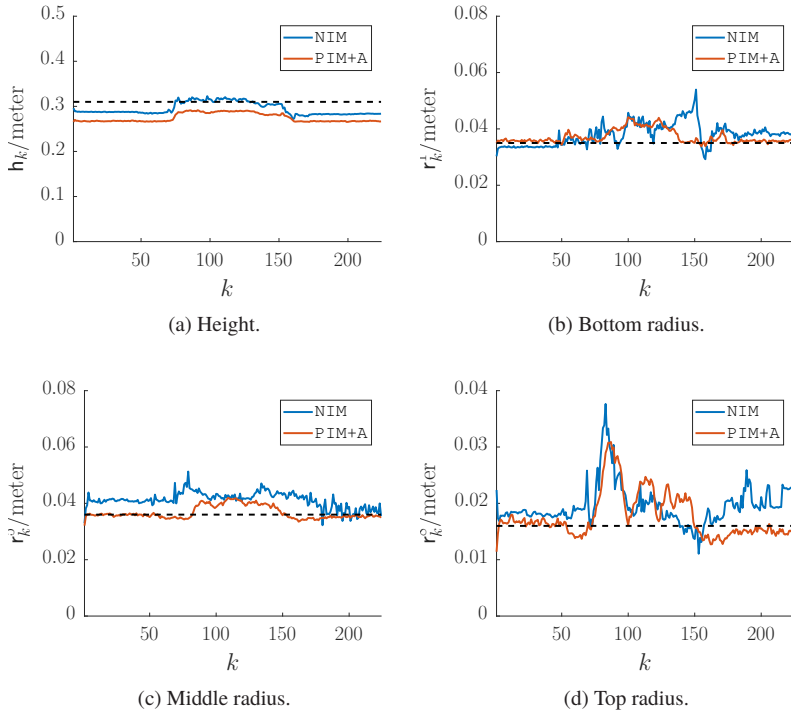 0.5
0.4
0.3
0.2
0.1
0
50 100 150 200
h_k/meter
k
NIM
PIM+A
(a) Height.
0.08
0.06
0.04
0.02
0
50 100 150 200
/meter
k
NIM
PIM+A
(b) Bottom radius.
0.08
0.06
0.04
0.02
0
50 100 150 200
/meter
k
NIM
PIM+A
(c) Middle radius.
0.04
0.03
0.02
0.01
0
50 100 150 200
/meter
k
NIM
PIM+A
(d) Top radius.